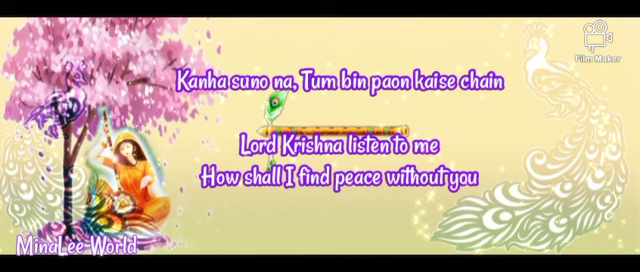 Film Maker
Kanha suno na, Tum bin paon kaise chain
Lord Krishna listen to me
How shall I find peace without you
MinaLee World